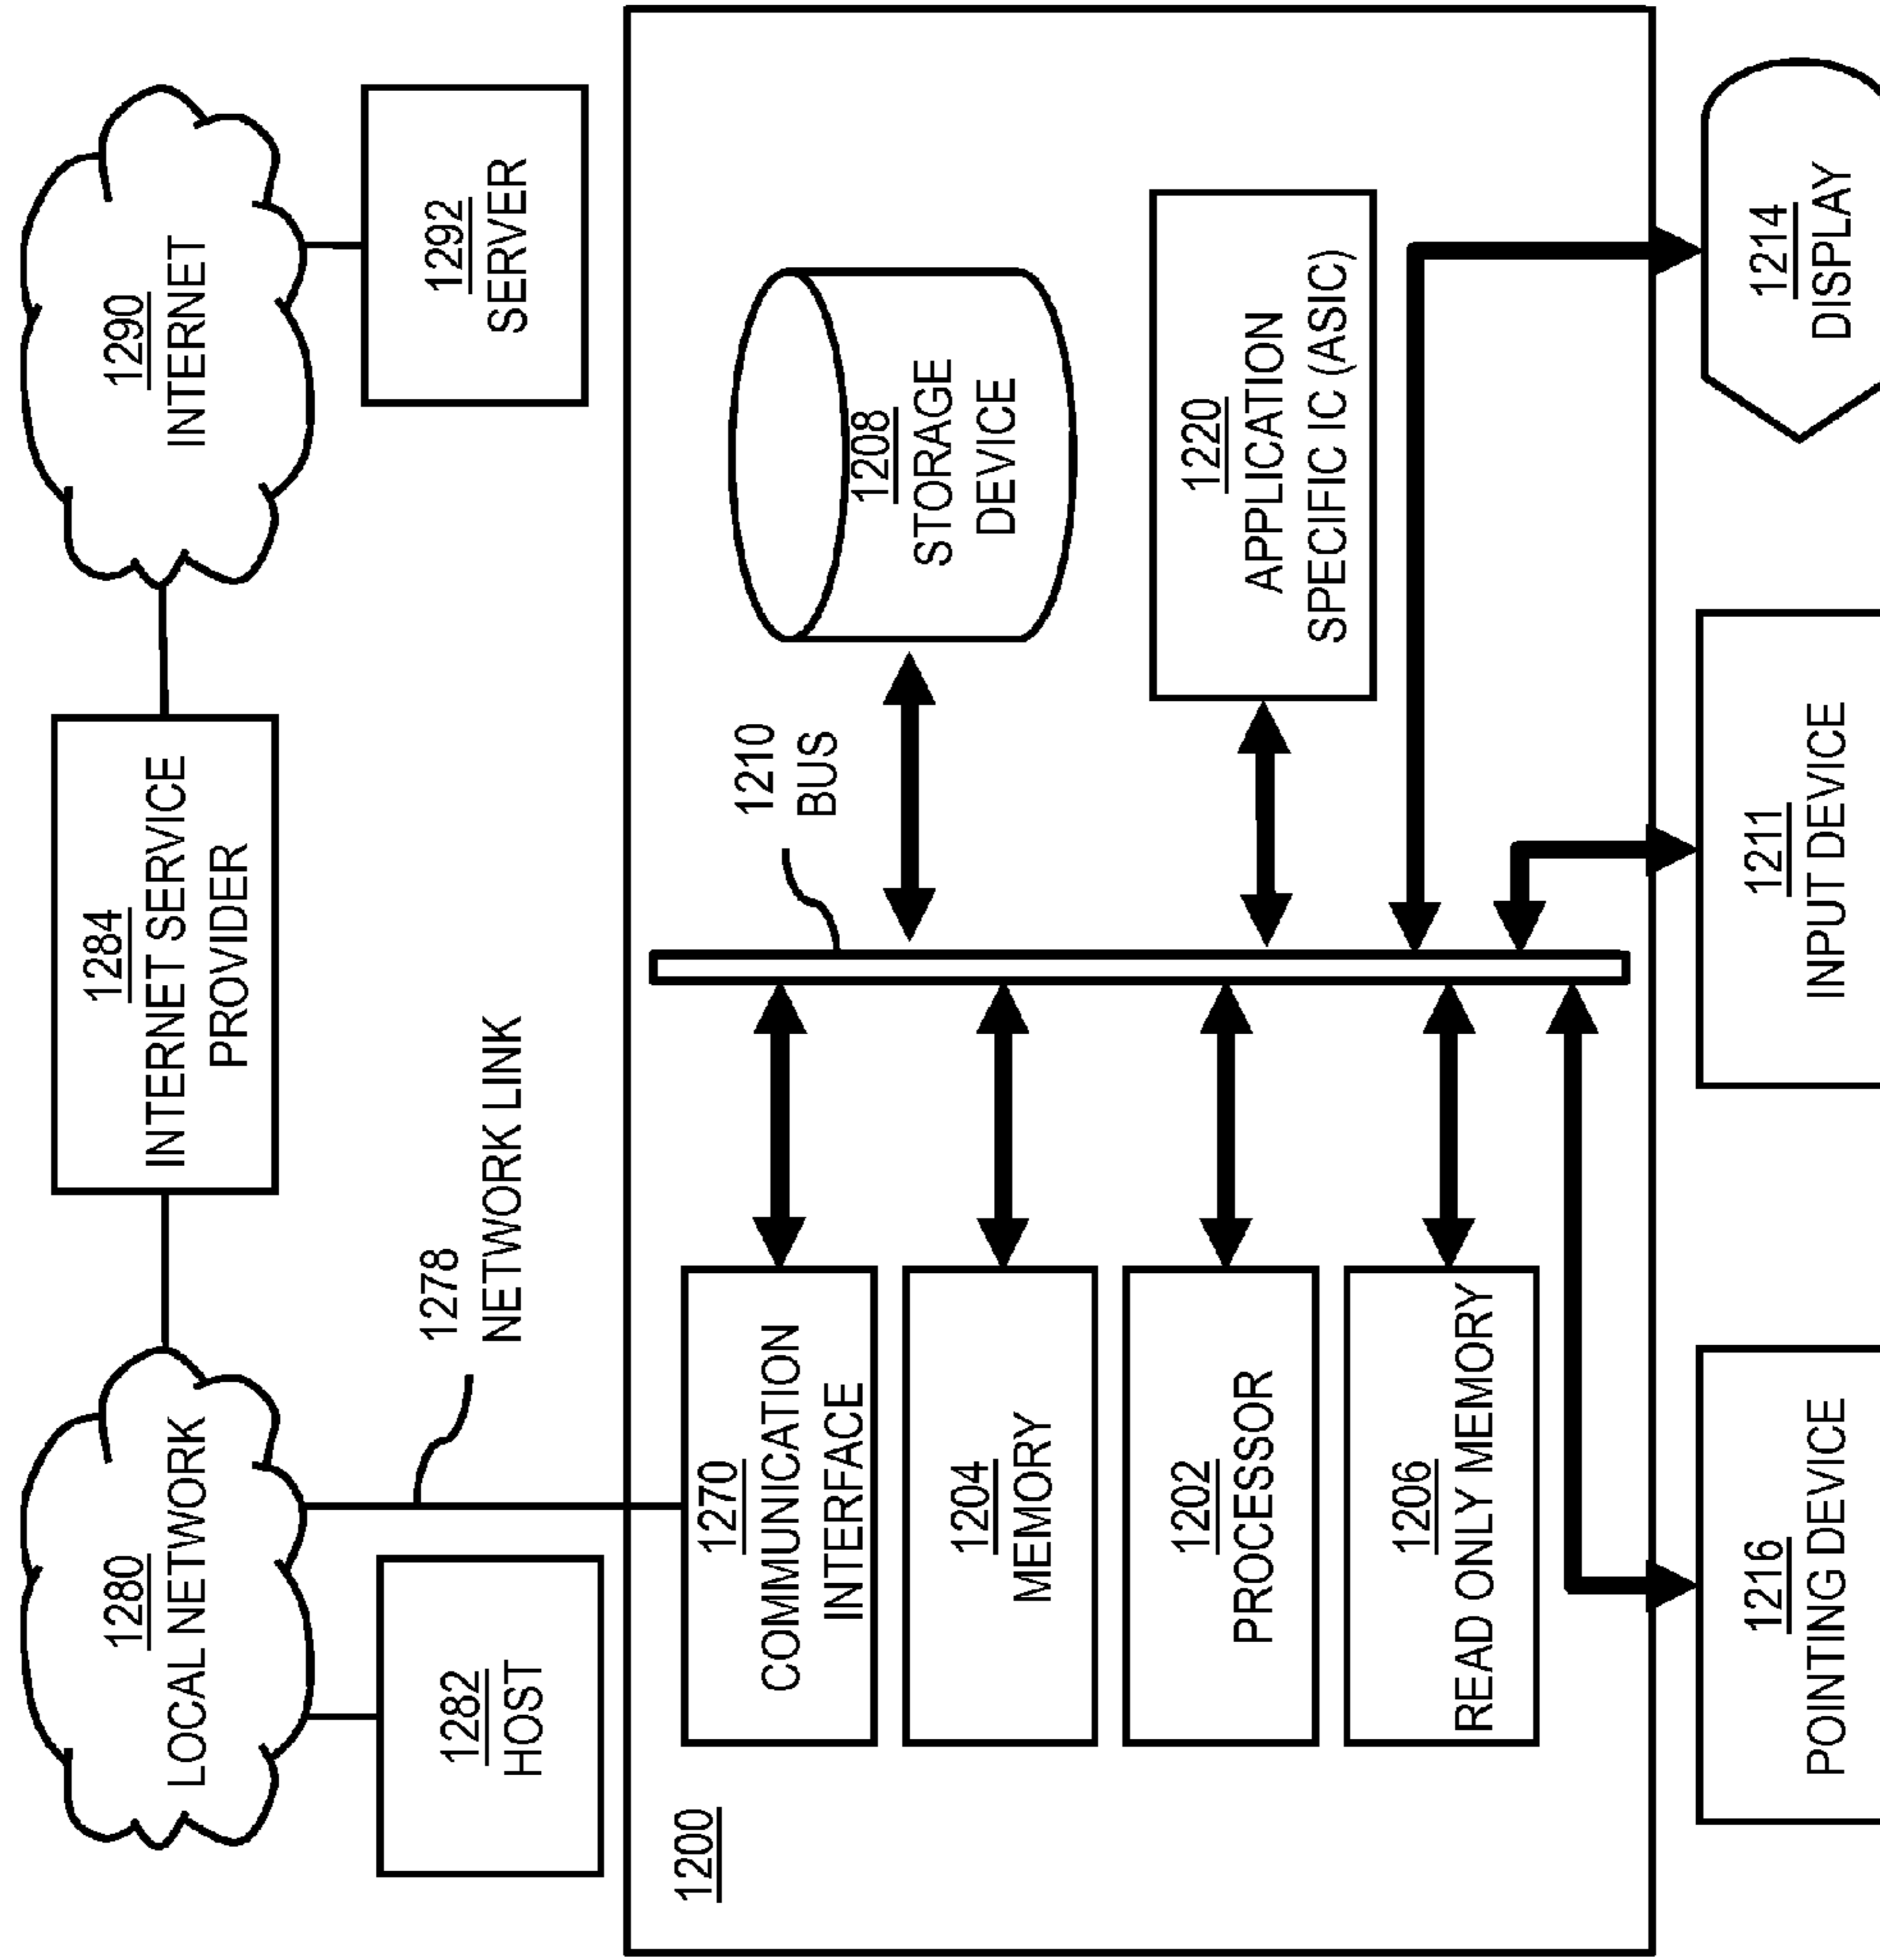 1280
LOCAL NETWORK
1284
INTERNET SERVICE
PROVIDER
1290
INTERNET
1282
HOST
1278
NETWORK LINK
1292
SERVER
1200
1270
COMMUNICATION
INTERFACE
1210
BUS
1208
STORAGE
DEVICE
1204
MEMORY
1202
PROCESSOR
1220
APPLICATION
SPECIFIC IC (ASIC)
1206
READ ONLY MEMORY
1216
POINTING DEVICE
1211
INPUT DEVICE
1214
DISPLAY